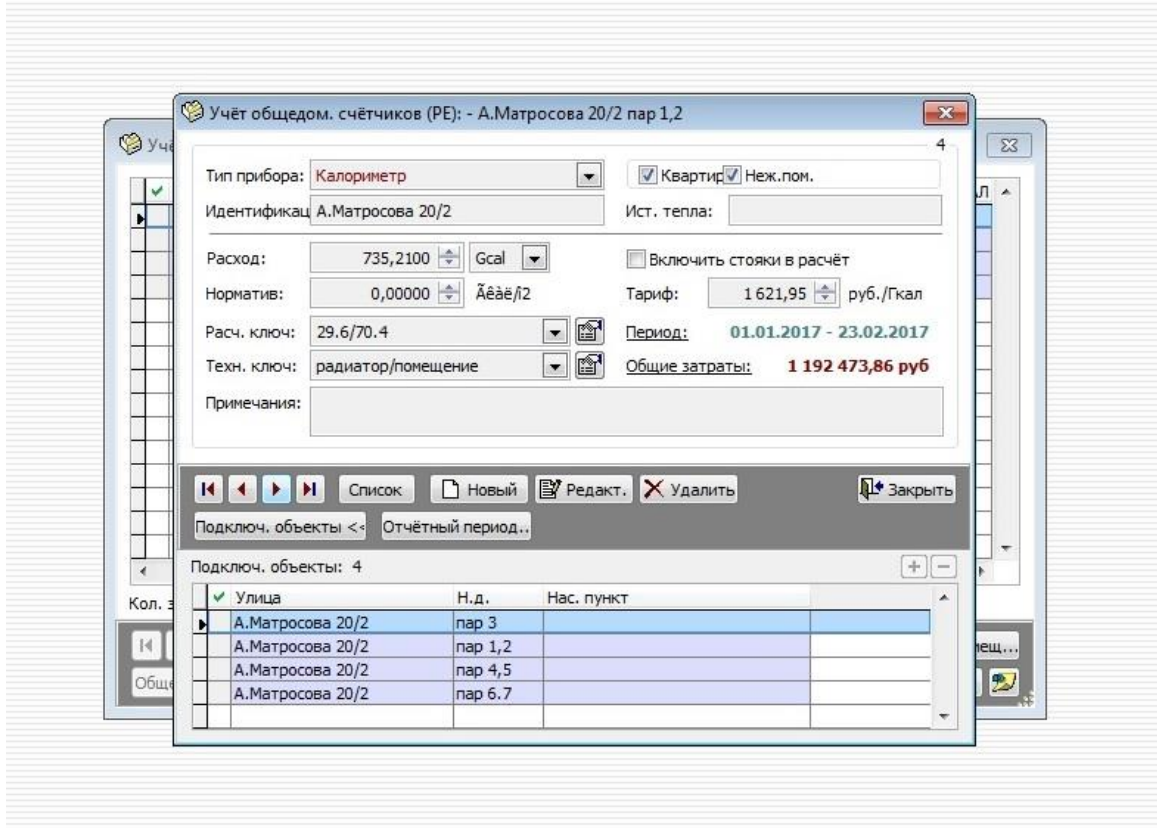 Учёт общедом. счётчиков (PE): - А.Матросова 20/2 пар 1,2
Учё
4
Тип прибора: Калориметр Квартир Неж.пом.
Идентификац А.Матросова 20/2 Ист. тепла:
Расход: 735,2100 Gcal Включить стояки в расчёт
Норматив: 0,00000 Ãêàë/ì2 Тариф: 1 621,95 руб./Гкал
Расч. ключ: 29.6/70.4 Период: 01.01.2017 - 23.02.2017
Техн. ключ: радиатор/помещение Общие затраты: 1 192 473,86 руб
Примечания:
Список Новый Редакт. Удалить Закрыть
Подключ. объекты << Отчётный период..
Подключ. объекты: 4
Улица Н.д. Нас. пункт
А.Матросова 20/2 пар 3
А.Матросова 20/2 пар 1,2
А.Матросова 20/2 пар 4,5
А.Матросова 20/2 пар 6.7
Кол. з
Обще